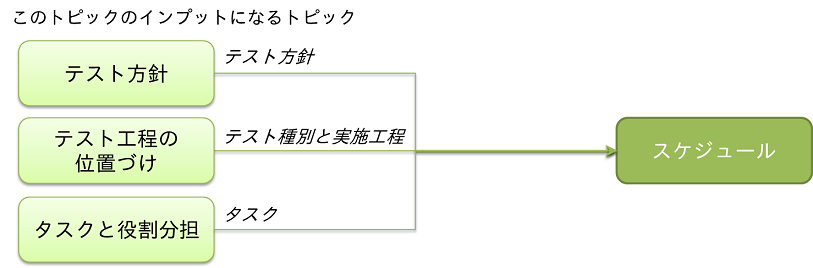 このトピックのインプットになるトピック
テスト方針
テスト方針
テスト工程の
位置づけ
テスト種別と実施工程
スケジュール
タスクと役割分担
タスク